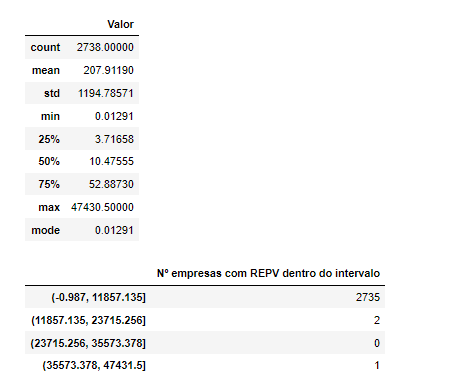 Valor
count 2738.00000
mean 207.91190
std 1194.78571
min 0.01291
25% 3.71658
50% 10.47555
75% 52.88730
max 47430.50000
mode 0.01291
Nº empresas com REPV dentro do intervalo
(-0.987, 11857.135] 2735
(11857.135, 23715.256] 2
(23715.256, 35573.378] 0
(35573.378, 47431.5] 1